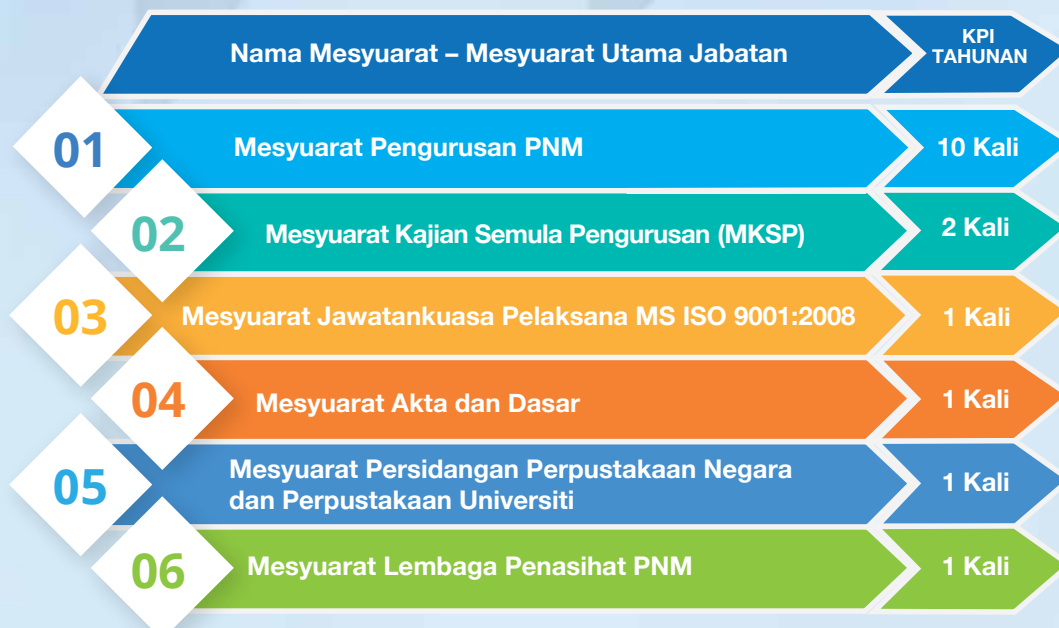 Nama Mesyuarat – Mesyuarat Utama Jabatan
KPI
TAHUNAN
01
Mesyuarat Pengurusan PNM
10 Kali
02
Mesyuarat Kajian Semula Pengurusan (MKSP)
2 Kali
03
Mesyuarat Jawatankuasa Pelaksana MS ISO 9001:2008
1 Kali
04
Mesyuarat Akta dan Dasar
1 Kali
05
Mesyuarat Persidangan Perpustakaan Negara
dan Perpustakaan Universiti
1 Kali
06
Mesyuarat Lembaga Penasihat PNM
1 Kali